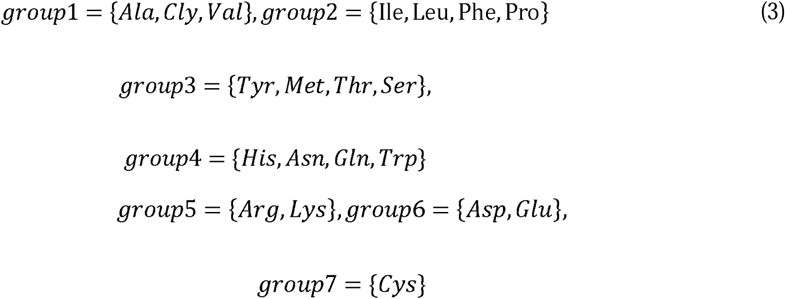 group1 = {Ala, Cly, Val}, group2 = {Ile, Leu, Phe, Pro} (3)
group3 = {Tyr, Met, Thr, Ser},
group4 = {His, Asn, Gln, Trp}
group5 = {Arg, Lys}, group6 = {Asp, Glu},
group7 = {Cys}